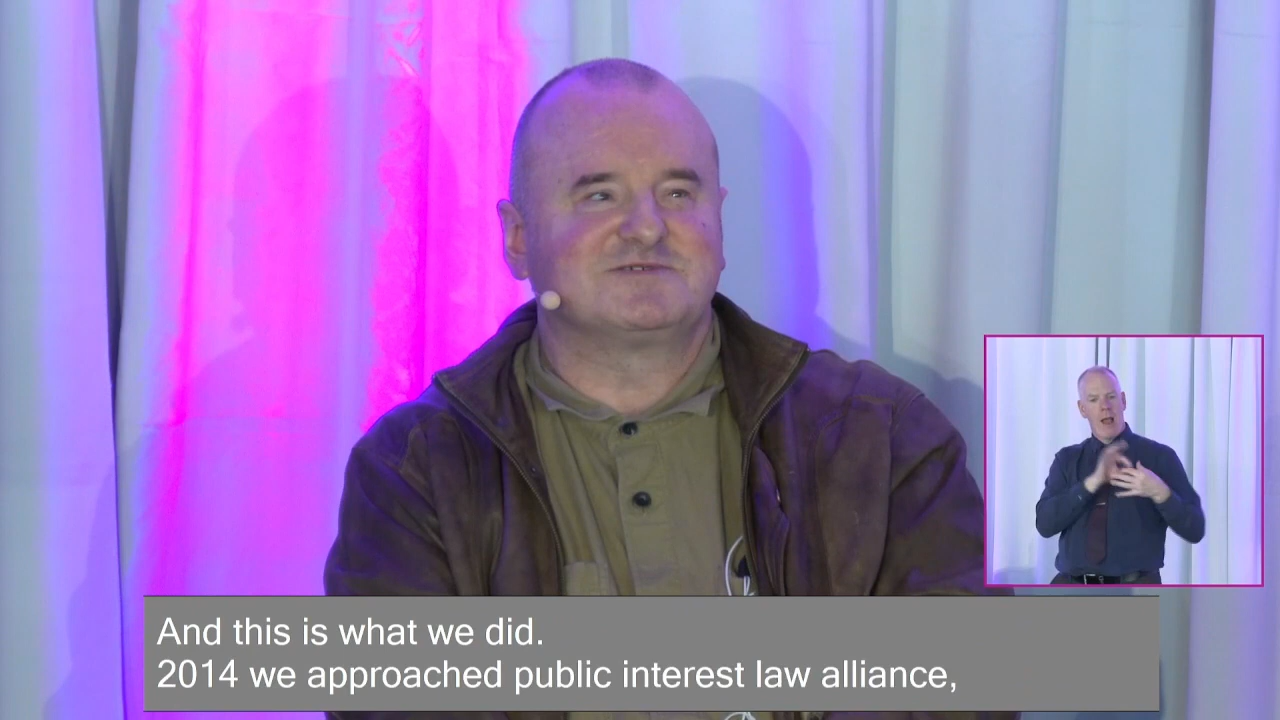 And this is what we did.
2014 we approached public interest law alliance,